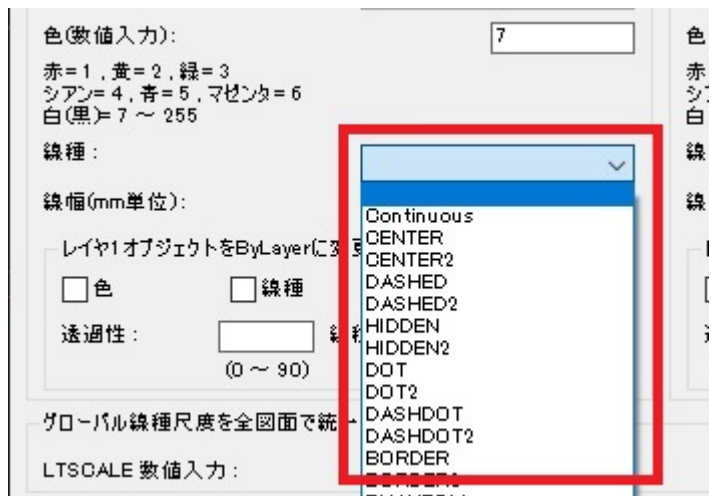 色(数値入力): 7
赤= 1 , 黄= 2 , 緑= 3
シアン= 4 , 青= 5 , マゼンタ= 6
白(黒)= 7 ～ 255
線種 :
線幅(mm単位):
Continuous
CENTER
CENTER2
DASHED
DASHED2
HIDDEN
HIDDEN2
DOT
DOT2
DASHDOT
DASHDOT2
BORDER
レイヤ1オブジェクトをByLayerに変更
色 線種
透過性 :
(0 ～ 90)
グローバル線種尺度を全図面で統一
LTSCALE 数値入力 :
色
赤
白
線
線